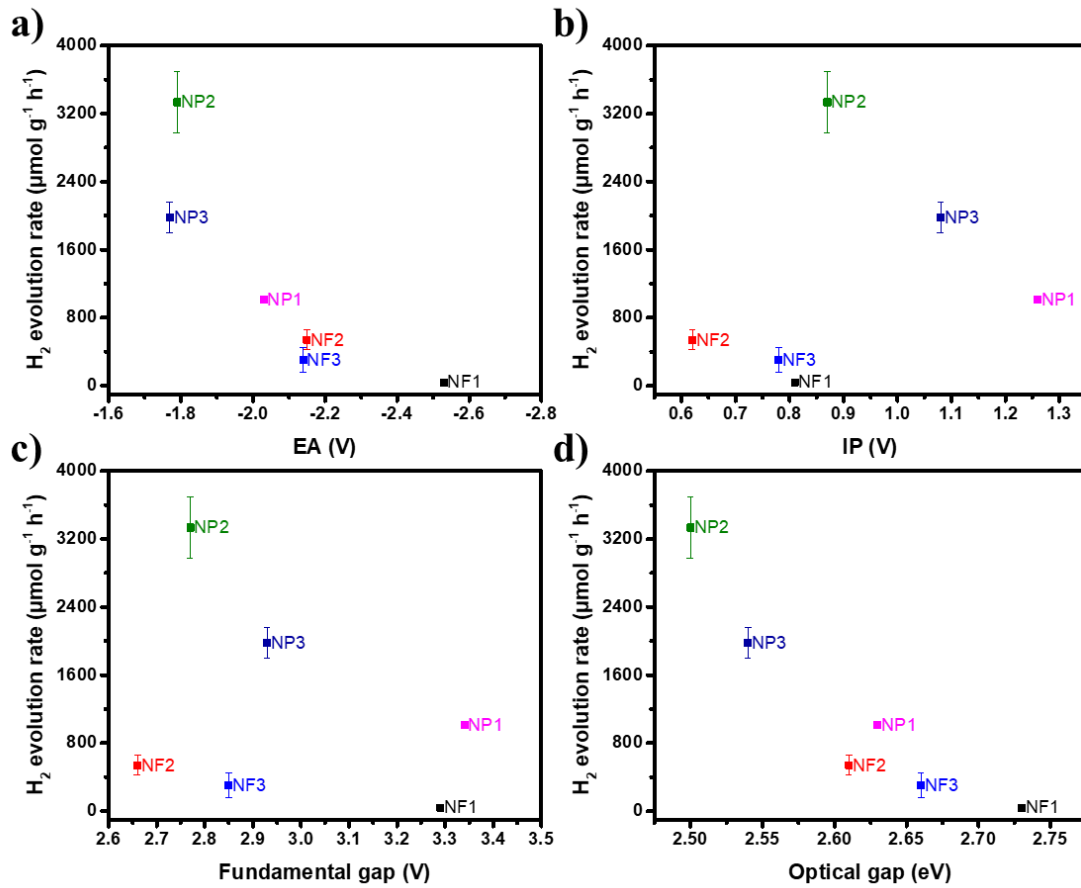 a)
H₂ evolution rate (μmol g⁻¹ h⁻¹)
4000
3200
2400
1600
800
0
NP2
NP3
NP1
NF2
NF3
NF1
-1.6 -1.8 -2.0 -2.2 -2.4 -2.6 -2.8
EA (V)
b)
H₂ evolution rate (μmol g⁻¹ h⁻¹)
4000
3200
2400
1600
800
0
NP2
NP3
NP1
NF2
NF3
NF1
0.6 0.7 0.8 0.9 1.0 1.1 1.2 1.3
IP (V)
c)
H₂ evolution rate (μmol g⁻¹ h⁻¹)
4000
3200
2400
1600
800
0
NP2
NP3
NP1
NF2
NF3
NF1
2.6 2.7 2.8 2.9 3.0 3.1 3.2 3.3 3.4 3.5
Fundamental gap (V)
d)
H₂ evolution rate (μmol g⁻¹ h⁻¹)
4000
3200
2400
1600
800
0
NP2
NP3
NP1
NF2
NF3
NF1
2.50 2.55 2.60 2.65 2.70 2.75
Optical gap (eV)